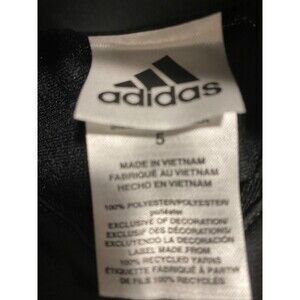 adidas
5
MADE IN VIETNAM
FABRIQUÉ AU VIETNAM
HECHO EN VIETNAM
100% POLYESTER/POLYESTER/
poliéster
EXCLUSIVE OF DECORATION/
EXCLUSIF DES DÉCORATIONS/
EXCLUYENDO LA DECORACIÓN
LABEL MADE FROM
100% RECYCLED YARNS
ÉTIQUETTE FABRIQUÉ À PARTIR
DE FILS 100% RECYCLÉS